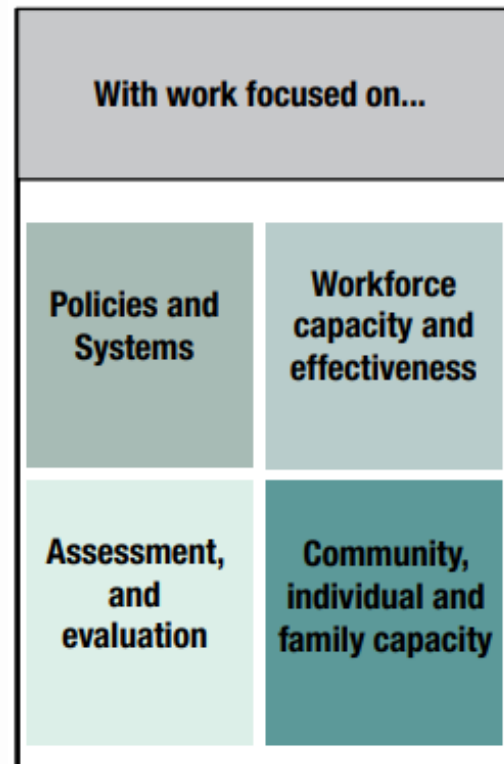 With work focused on...
Policies and
Systems
Workforce
capacity and
effectiveness
Assessment,
and
evaluation
Community,
individual and
family capacity